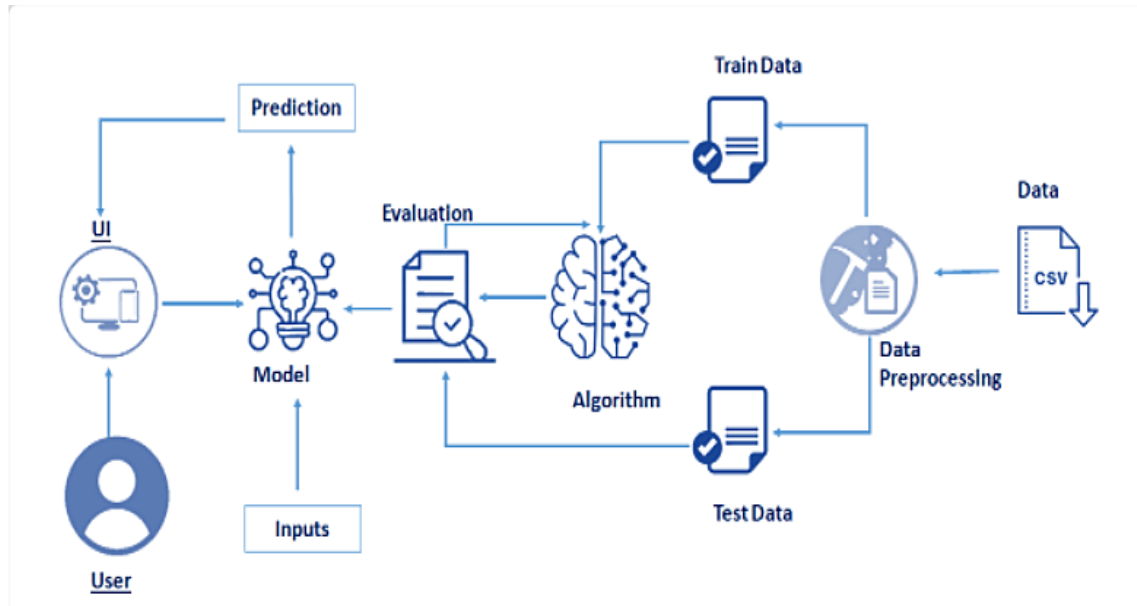 Train Data
Prediction
Data
Evaluation
UI
CSV
Data
Preprocessing
Model
Algorithm
Test Data
Inputs
User